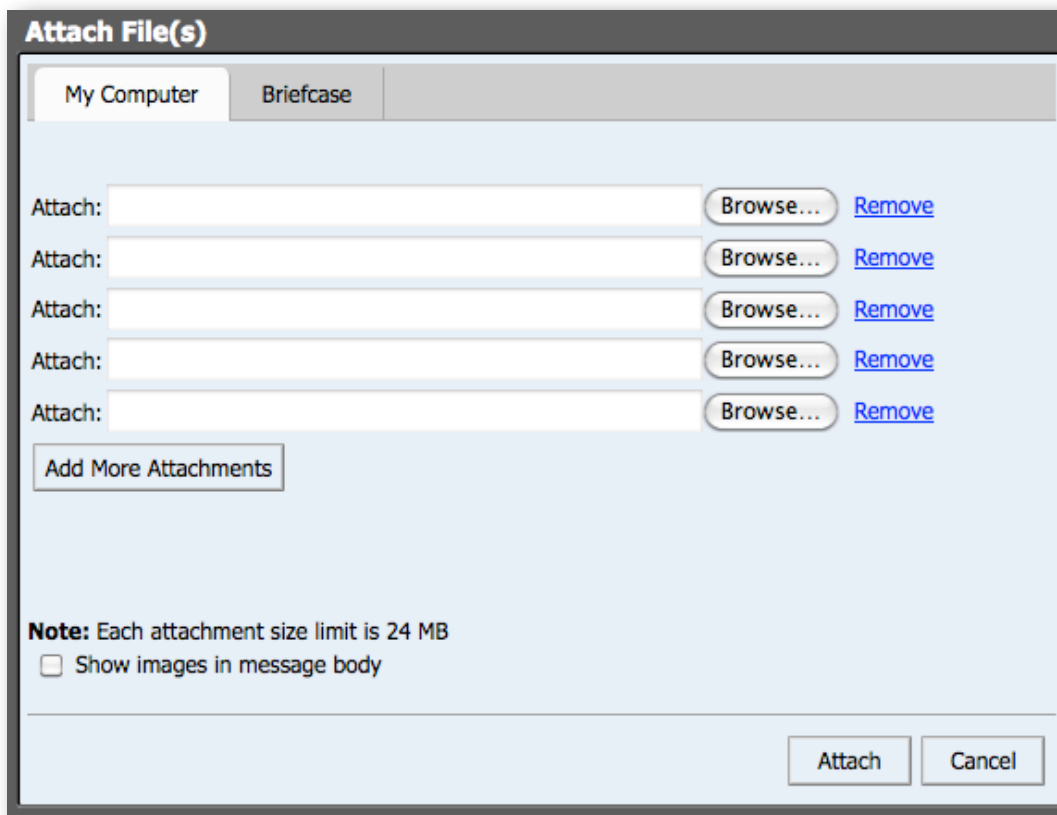 Attach File(s)
My Computer Briefcase
Attach: Browse... Remove
Attach: Browse... Remove
Attach: Browse... Remove
Attach: Browse... Remove
Attach: Browse... Remove
Add More Attachments
Note: Each attachment size limit is 24 MB
Show images in message body
Attach Cancel